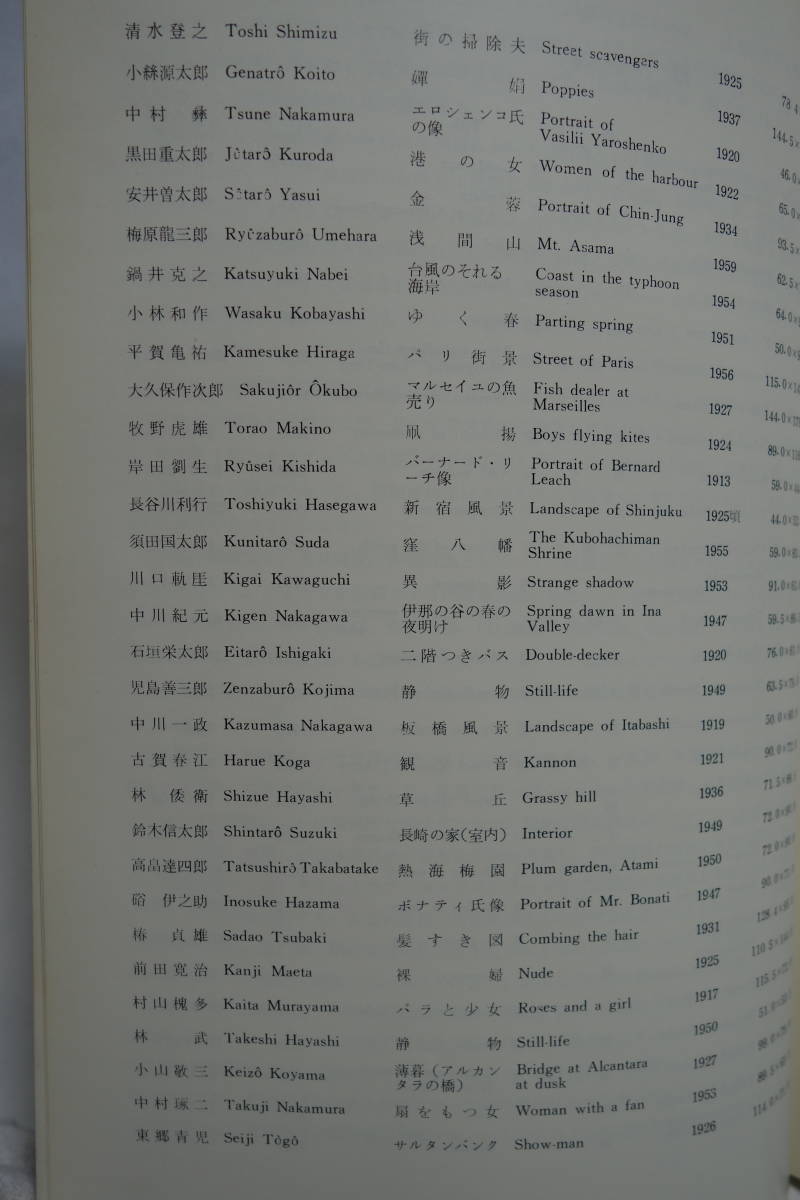 清水登之 Toshi Shimizu 街の掃除夫 Street scavengers 1925
小絲源太郎 Genatrô Koito 嬋娟 Poppies 1937
中村彝 Tsune Nakamura エロシェンコ氏の像 Portrait of Vasilii Yaroshenko 1920
黒田重太郎 Jûtarô Kuroda 港の女 Women of the harbour 1922
安井曽太郎 Sôtarô Yasui 金蓉 Portrait of Chin-Jung 1934
梅原龍三郎 Ryûzaburô Umehara 浅間山 Mt. Asama 1959
鍋井克之 Katsuyuki Nabei 台風のそれる海岸 Coast in the typhoon season 1954
小林和作 Wasaku Kobayashi ゆく春 Parting spring 1951
平賀亀祐 Kamesuke Hiraga パリ街景 Street of Paris 1956
大久保作次郎 Sakujiôr Ôkubo マルセイユの魚売り Fish dealer at Marseilles 1927
牧野虎雄 Torao Makino 凧揚 Boys flying kites 1924
岸田劉生 Ryûsei Kishida バーナード・リーチ像 Portrait of Bernard Leach 1913
長谷川利行 Toshiyuki Hasegawa 新宿風景 Landscape of Shinjuku 1925頃
須田国太郎 Kunitarô Suda 窪八幡 The Kubohachiman Shrine 1955
川口軌外 Kigai Kawaguchi 異影 Strange shadow 1953
中川紀元 Kigen Nakagawa 伊那の谷の春の夜明け Spring dawn in Ina Valley 1947
石垣栄太郎 Eitarô Ishigaki 二階つきバス Double-decker 1920
児島善三郎 Zenzaburô Kojima 静物 Still-life 1949
中川一政 Kazumasa Nakagawa 板橋風景 Landscape of Itabashi 1919
古賀春江 Harue Koga 観音 Kannon 1921
林倭衛 Shizue Hayashi 草丘 Grassy hill 1936
鈴木信太郎 Shintarô Suzuki 長崎の家(室内) Interior 1949
高畠達四郎 Tatsushirô Takabatake 熱海梅園 Plum garden, Atami 1950
硲伊之助 Inosuke Hazama ボナティ氏像 Portrait of Mr. Bonati 1947
椿貞雄 Sadao Tsubaki 髪すき図 Combing the hair 1931
前田寛治 Kanji Maeta 裸婦 Nude 1925
村山槐多 Kaita Murayama バラと少女 Roses and a girl 1917
林武 Takeshi Hayashi 静物 Still-life 1950
小山敬三 Keizô Koyama 薄暮(アルカンタラの橋) Bridge at Alcantara at dusk 1927
中村琢二 Takuji Nakamura 扇をもつ女 Woman with a fan 1955
東郷青児 Seiji Tôgô サルタンバンク Show-man 1926